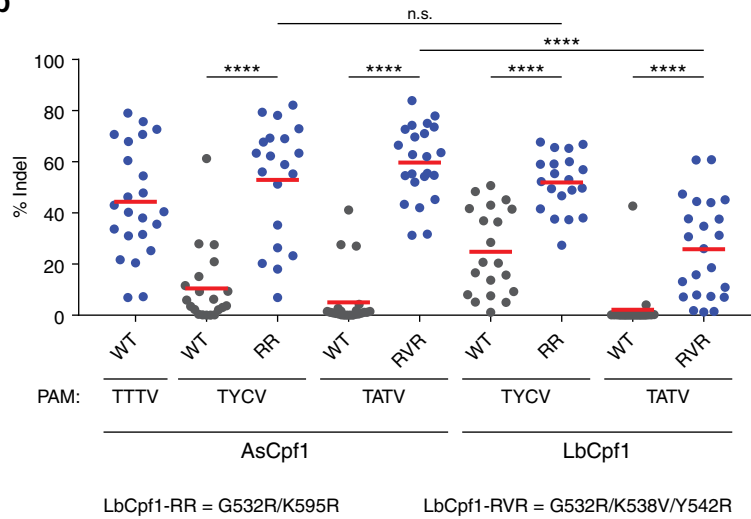 b
n.s.
****
**** **** **** ****
100
80
60
40
20
0
% Indel
WT WT RR WT RVR WT RR WT RVR
PAM: TTTV TYCV TATV TYCV TATV
AsCpf1 LbCpf1
LbCpf1-RR = G532R/K595R LbCpf1-RVR = G532R/K538V/Y542R